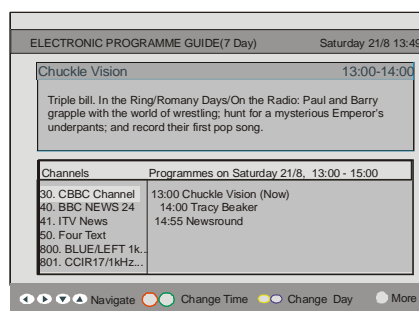 ELECTRONIC PROGRAMME GUIDE(7 Day) Saturday 21/8 13:49
Chuckle Vision 13:00-14:00
Triple bill. In the Ring/Romany Days/On the Radio: Paul and Barry
grapple with the world of wrestling; hunt for a mysterious Emperor's
underpants; and record their first pop song.
Channels Programmes on Saturday 21/8, 13:00 - 15:00
30. CBBC Channel 13:00 Chuckle Vision (Now)
40. BBC NEWS 24 14:00 Tracy Beaker
41. ITV News 14:55 Newsround
50. Four Text
800. BLUE/LEFT 1k..
801. CCIR17/1kHz...
Navigate Change Time Change Day More